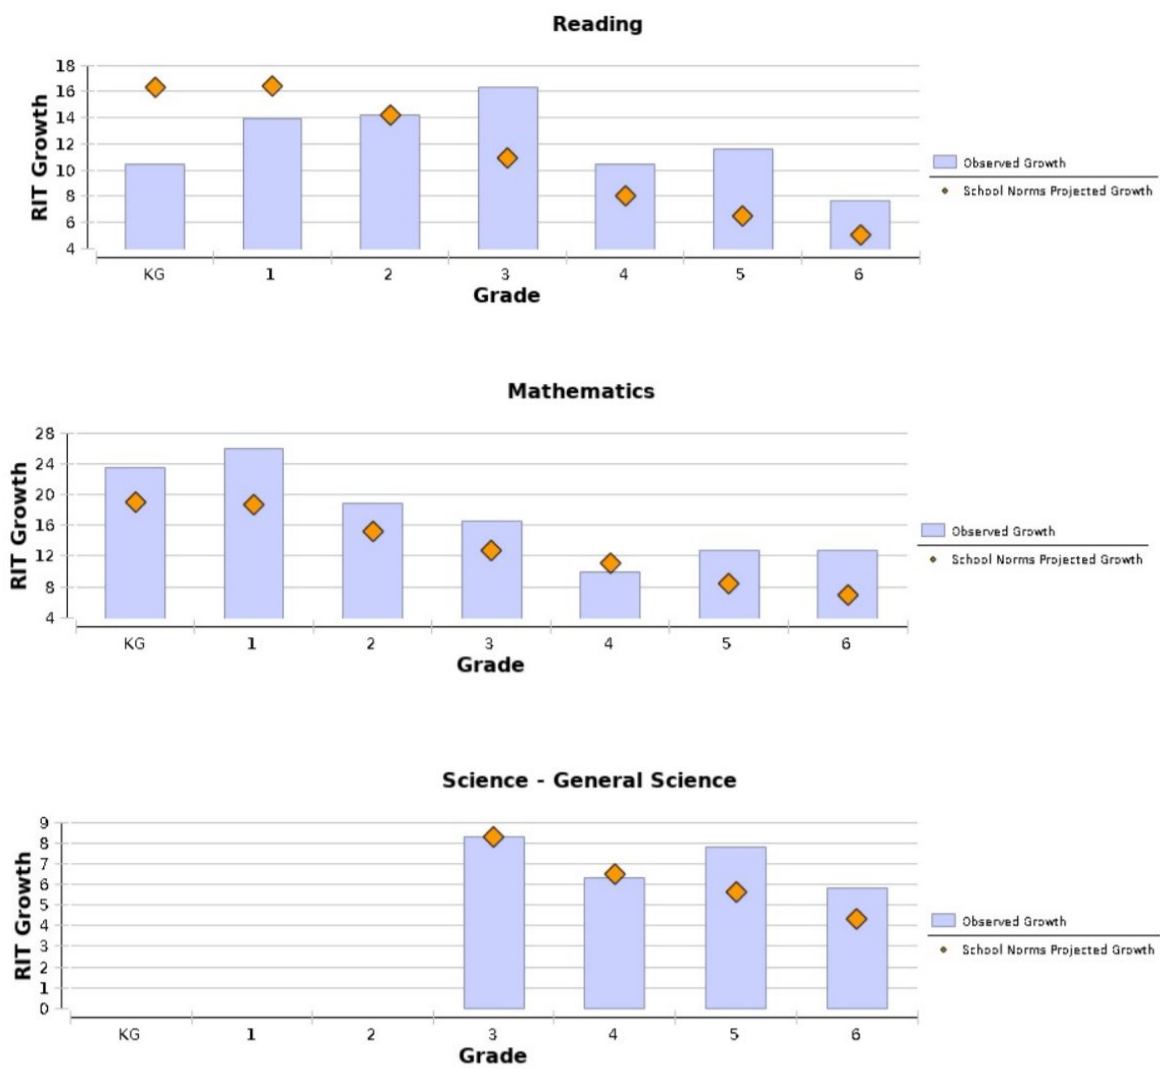 Reading
18
16
14
12
10
8
6
4
RIT Growth
KG 1 2 3 4 5 6
Grade
Observed Growth
School Norms Projected Growth
Mathematics
28
24
20
16
12
8
4
RIT Growth
KG 1 2 3 4 5 6
Grade
Observed Growth
School Norms Projected Growth
Science - General Science
9
8
7
6
5
4
3
2
1
0
RIT Growth
KG 1 2 3 4 5 6
Grade
Observed Growth
School Norms Projected Growth